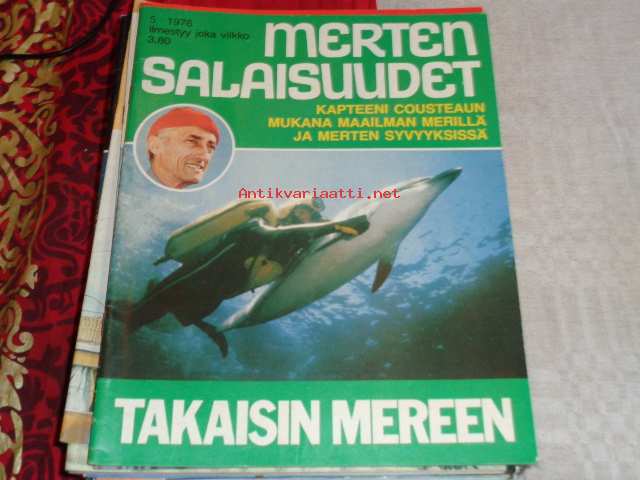 5 1976
Ilmestyy joka viikko
3.80
MERTEN
SALAISUUDET
KAPTEENI COUSTEAUN
MUKANA MAAILMAN MERILLÄ
JA MERTEN SYVYYKSISSÄ
Antikvariaatti.net
TAKAISIN MEREEN